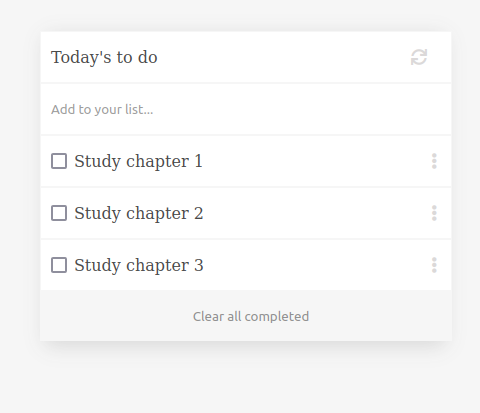 Today's to do
Add to your list...
Study chapter 1
Study chapter 2
Study chapter 3
Clear all completed